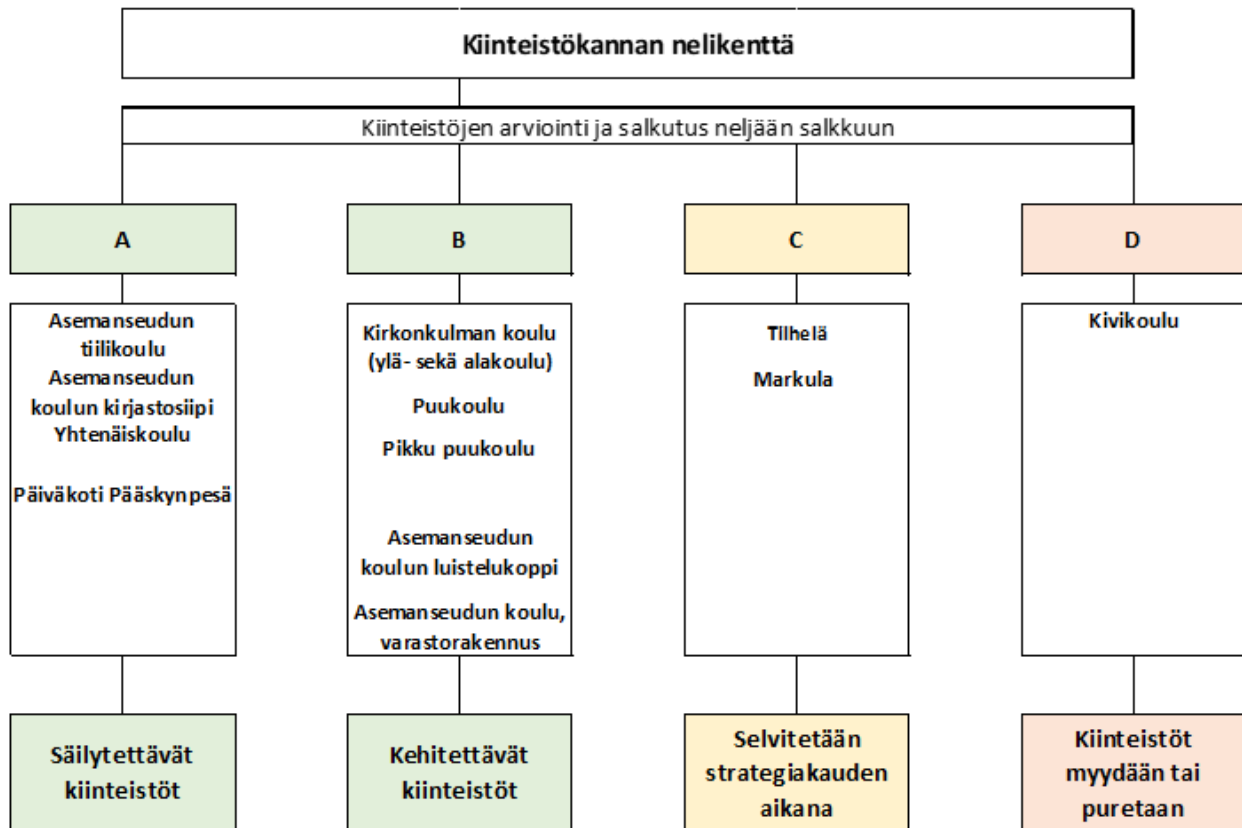 Kiinteistökannan nelikenttä
Kiinteistöjen arviointi ja salkutus neljään salkkuun
A
Asemanseudun
tiilikoulu
Asemanseudun
koulun kirjastosiipi
Yhtenäiskoulu
Päiväkoti Pääskynpesä
Säilytettävät
kiinteistöt
B
Kirkonkulman koulu
(ylä- sekä alakoulu)
Puukoulu
Pikku puukoulu
Asemanseudun
koulun luistelukoppi
Asemanseudun koulu,
varastorakennus
Kehitettävät
kiinteistöt
C
Tilhelä
Markula
Selvitetään
strategiakauden
aikana
D
Kivikoulu
Kiinteistöt
myydään tai
puretaan